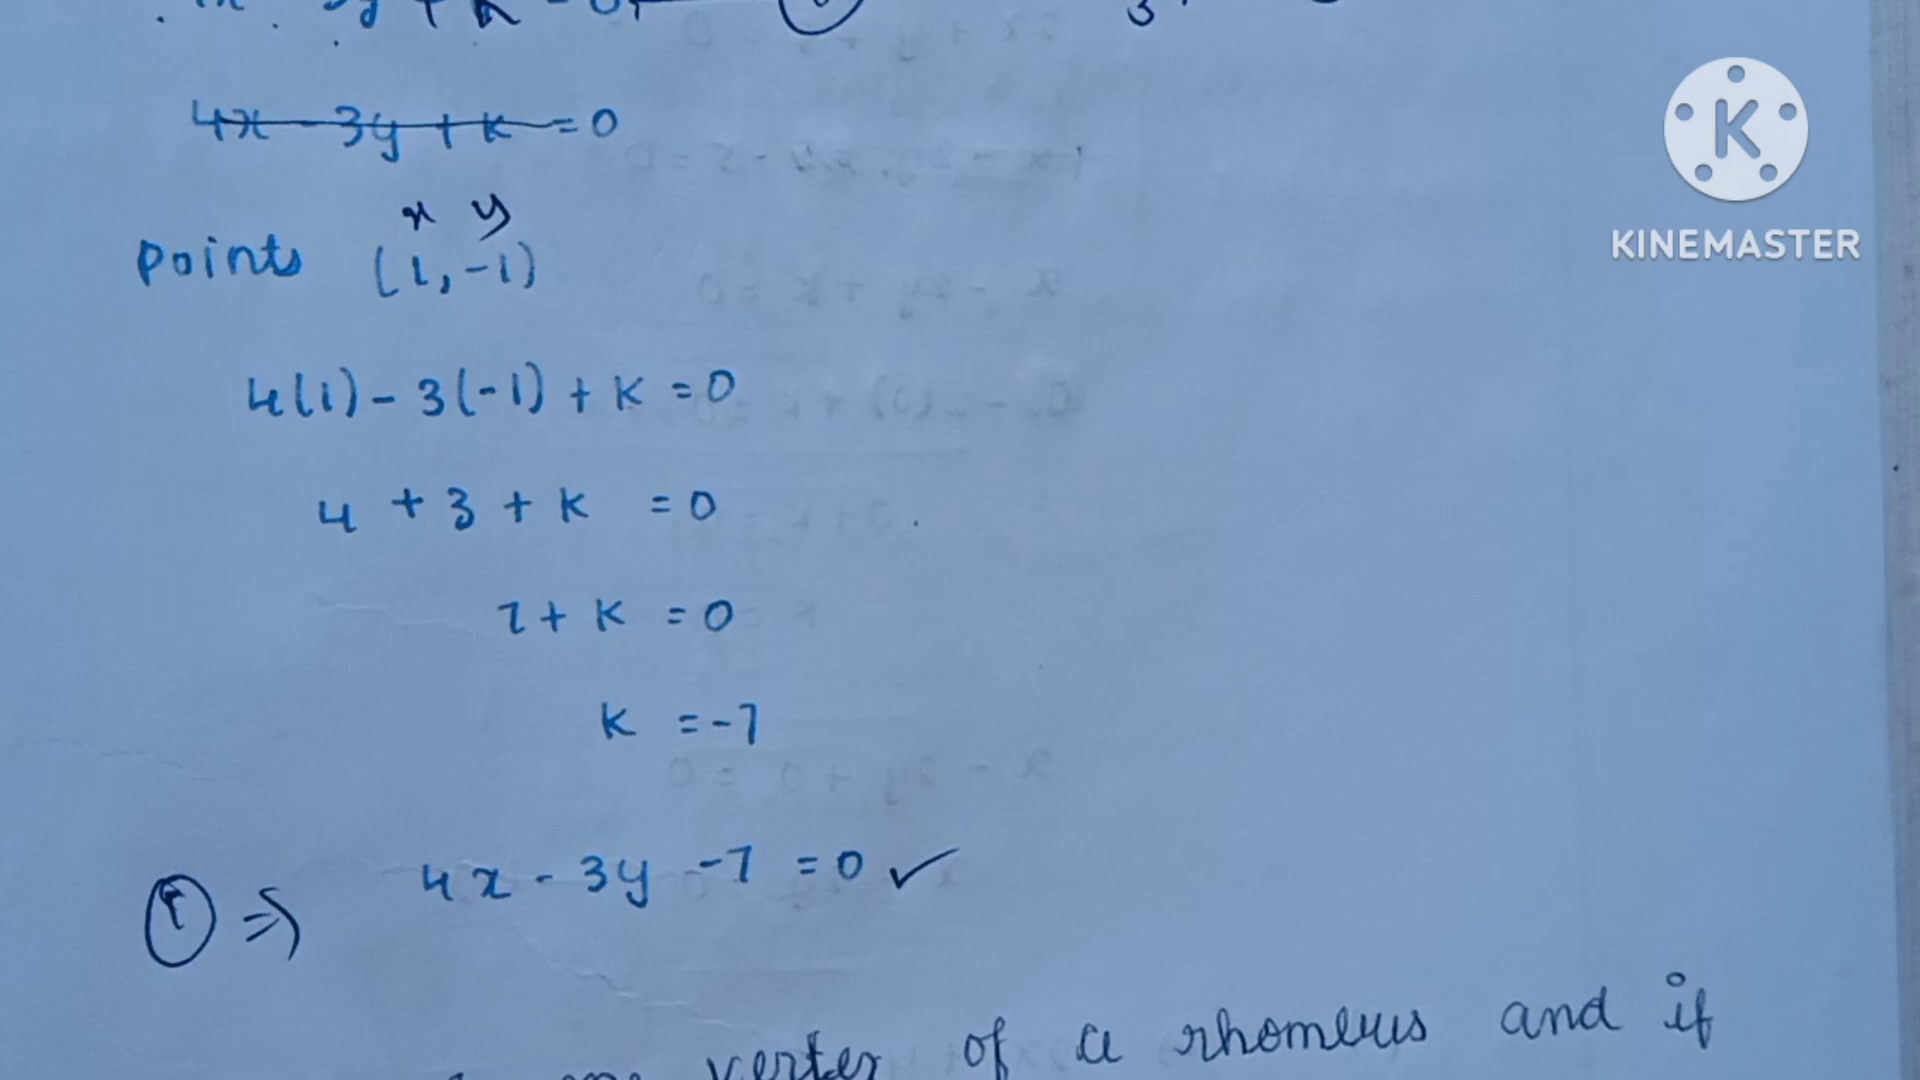 4x - 3y + k = 0
x y
Points (1, -1)
4(1) - 3(-1) + k = 0
4 + 3 + k = 0
7 + k = 0
k = -7
4x - 3y - 7 = 0 ✓
⇒
vertex of a rhombus and if
K
KINEMASTER